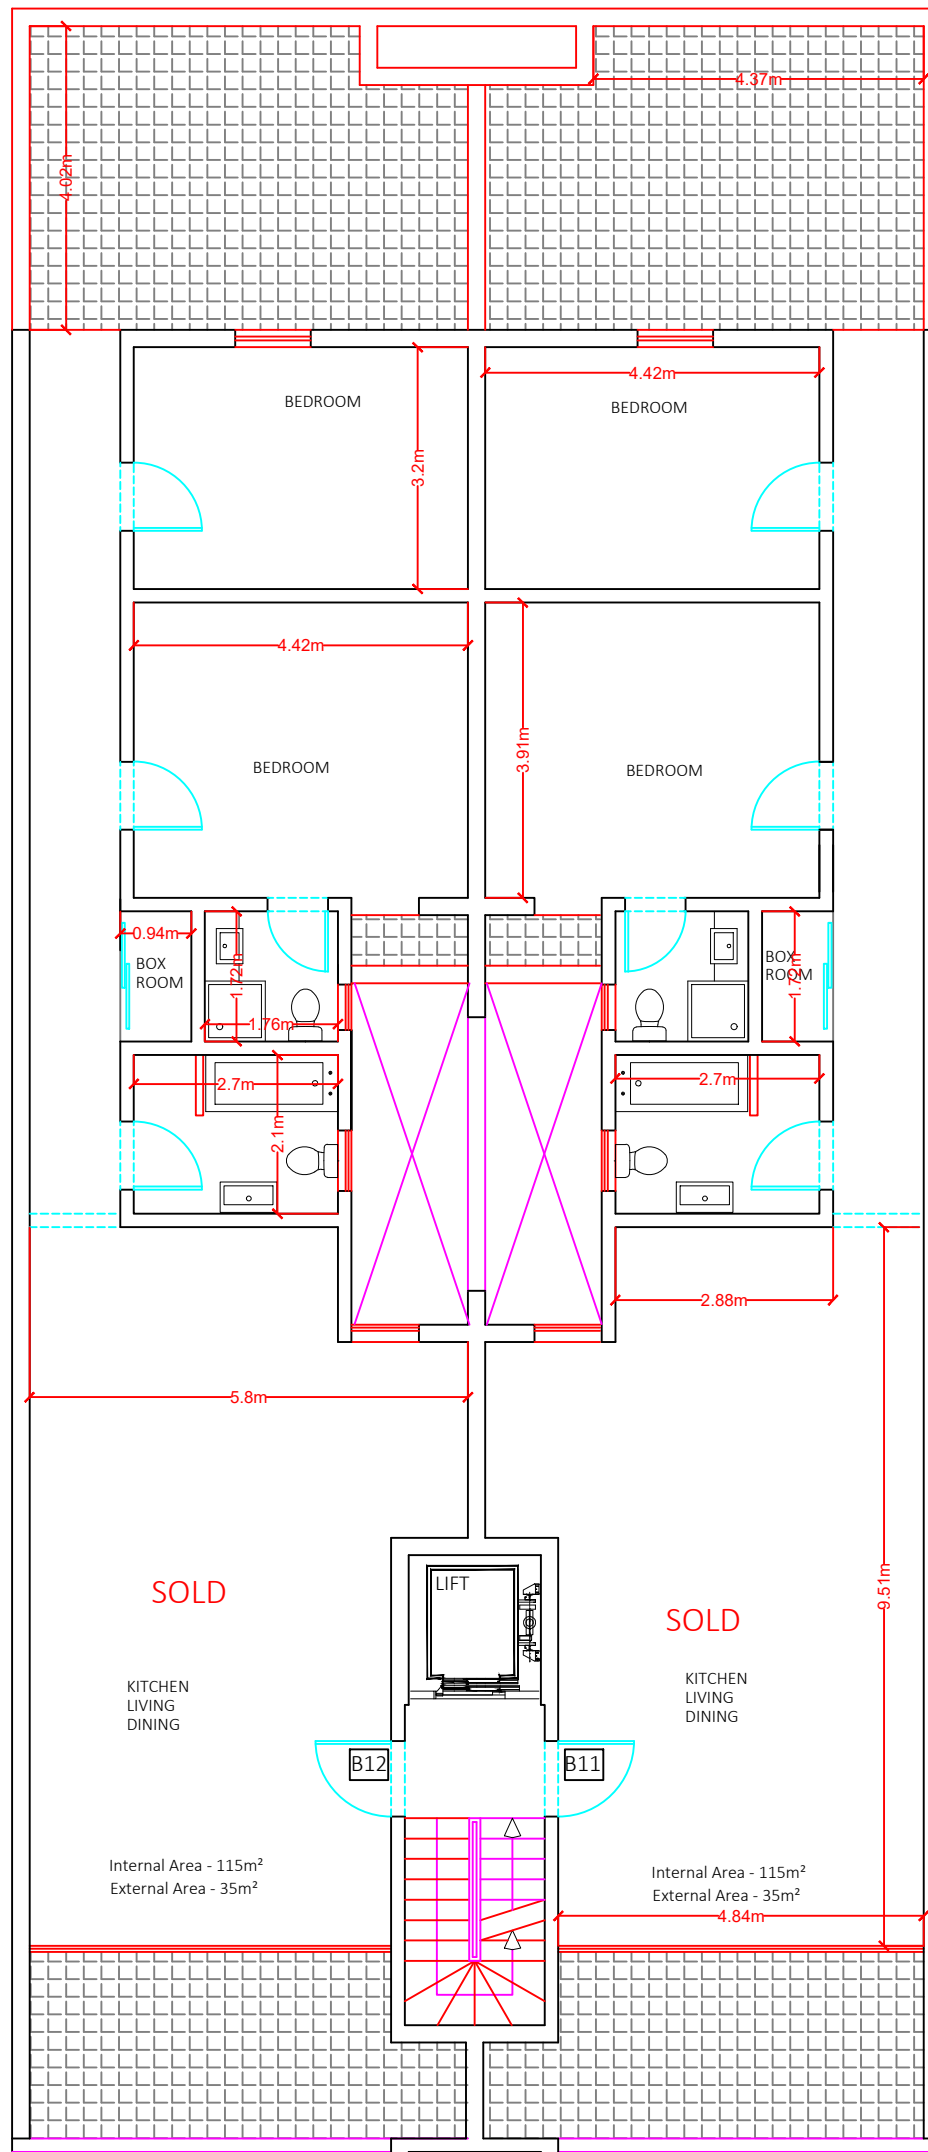 4.37m
4.02m
4.42m
BEDROOM
BEDROOM
3.2m
4.42m
3.91m
BEDROOM
BEDROOM
0.94m
BOX
ROOM
1.72m
1.76m
BOX
ROOM
1.72m
2.7m
2.1m
2.7m
2.88m
5.8m
9.51m
LIFT
SOLD
SOLD
KITCHEN
LIVING
DINING
KITCHEN
LIVING
DINING
B12
B11
Internal Area - 115m²
External Area - 35m²
Internal Area - 115m²
External Area - 35m²
4.84m